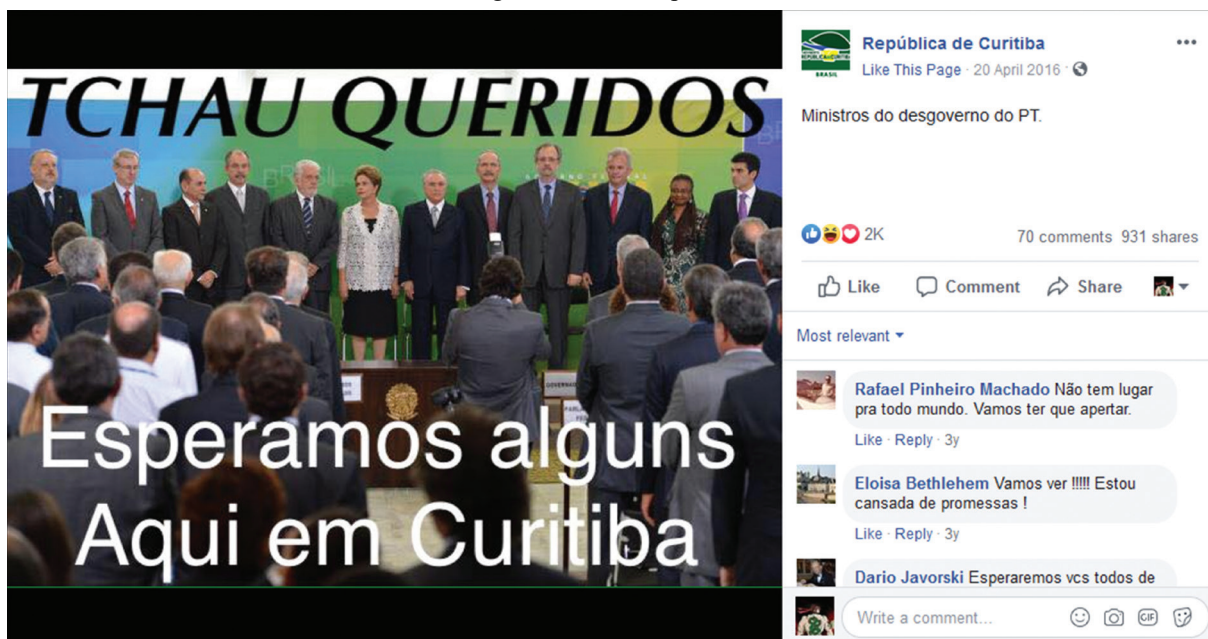 TCHAU QUERIDOS
BRASIL
Esperamos alguns
Aqui em Curitiba
República de Curitiba
Like This Page · 20 April 2016 ·
Ministros do desgoverno do PT.
2K
70 comments 931 shares
Like Comment Share
Most relevant
Rafael Pinheiro Machado Não tem lugar
pra todo mundo. Vamos ter que apertar.
Like · Reply · 3y
Eloisa Bethlehem Vamos ver !!!!! Estou
cansada de promessas !
Like · Reply · 3y
Dario Javorski Esperaremos vcs todos de
Write a comment...
GIF